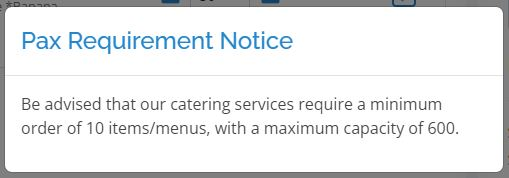 *Banana
Pax Requirement Notice
Be advised that our catering services require a minimum
order of 10 items/menus, with a maximum capacity of 600.